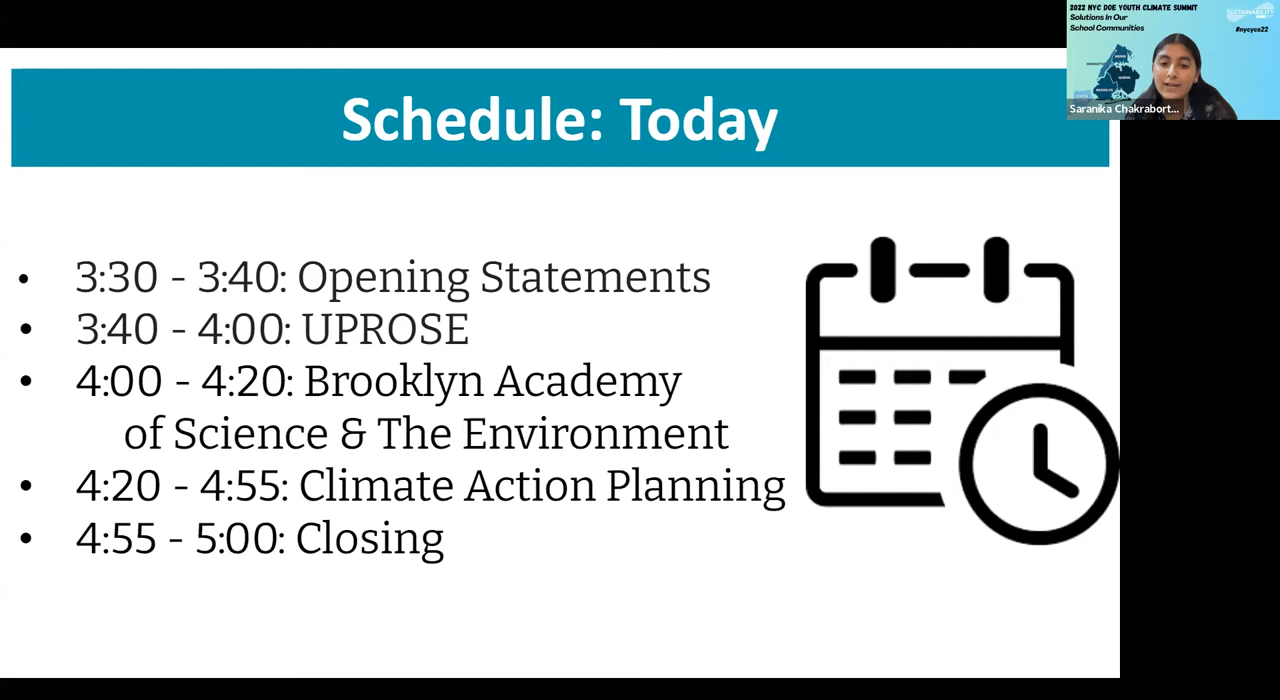 2022 NYC DOE YOUTH CLIMATE SUMMIT
Solutions In Our
School Communities
SUSTAINABILITY
#nycycs22
BROOKLYN
Saranika Chakrabort...
Schedule: Today
• 3:30 - 3:40: Opening Statements
• 3:40 - 4:00: UPROSE
• 4:00 - 4:20: Brooklyn Academy
of Science & The Environment
• 4:20 - 4:55: Climate Action Planning
• 4:55 - 5:00: Closing